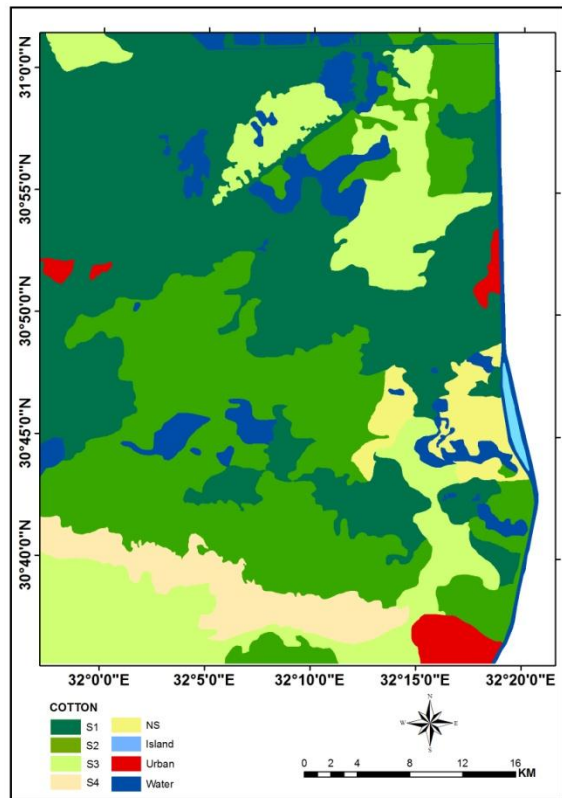 31°0'0"N
30°55'0"N
30°50'0"N
30°45'0"N
30°40'0"N
32°0'0"E 32°5'0"E 32°10'0"E 32°15'0"E 32°20'0"E
COTTON
S1 NS
S2 Island
S3 Urban
S4 Water
N
W E
S
0 2 4 8 12 16
KM